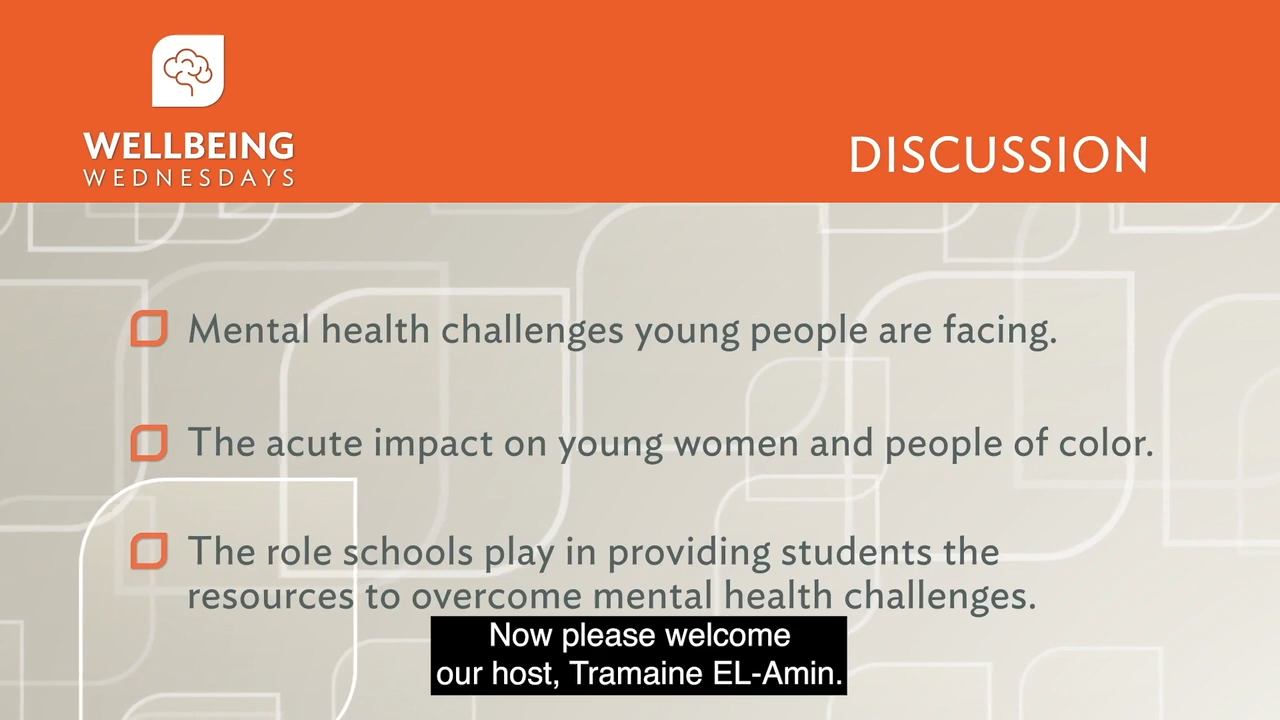 WELLBEING
WEDNESDAYS
DISCUSSION
Mental health challenges young people are facing.
The acute impact on young women and people of color.
The role schools play in providing students the
resources to overcome mental health challenges.
Now please welcome
our host, Tramaine EL-Amin.